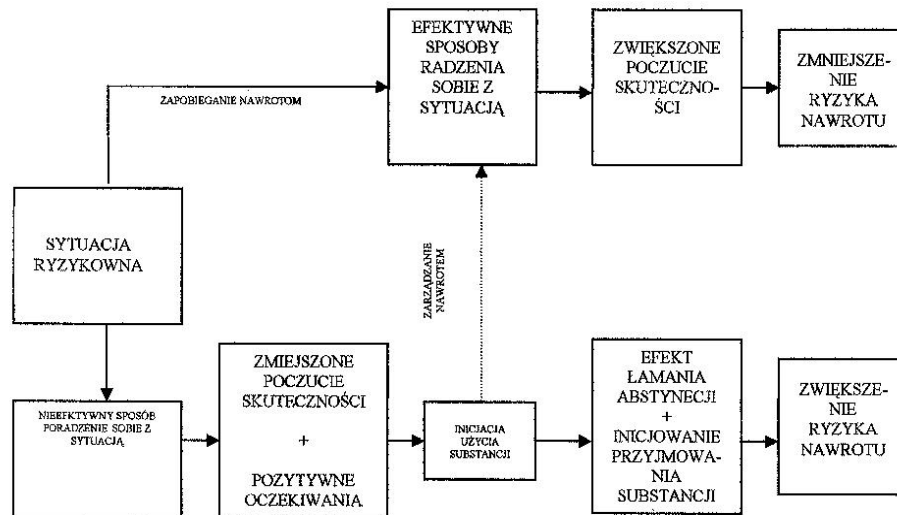 EFEKTYWNE
SPOSOBY
RADZENIA
SOBIE Z
SYTUACJĄ
ZWIĘKSZONE
POCZUCIE
SKUTECZNO-
ŚCI
ZMNIEJSZE-
NIE
RYZYKA
NAWROTU
ZAPOBIEGANIE NAWROTOM
SYTUACJA
RYZYKOWNA
ZARZĄDZANIE
NAWROTEM
NIEEFEKTYWNY SPOSÓB
PORADZENIE SOBIE Z
SYTUACJĄ
ZMIEJSZONE
POCZUCIE
SKUTECZNOŚCI
+
POZYTYWNE
OCZEKIWANIA
INICJACJA
UŻYCIA
SUBSTANCJI
EFEKT
ŁAMANIA
ABSTYNECJI
+
INICJOWANIE
PRZYJMOWA-
NIA
SUBSTANCJI
ZWIĘKSZE-
NIE
RYZYKA
NAWROTU